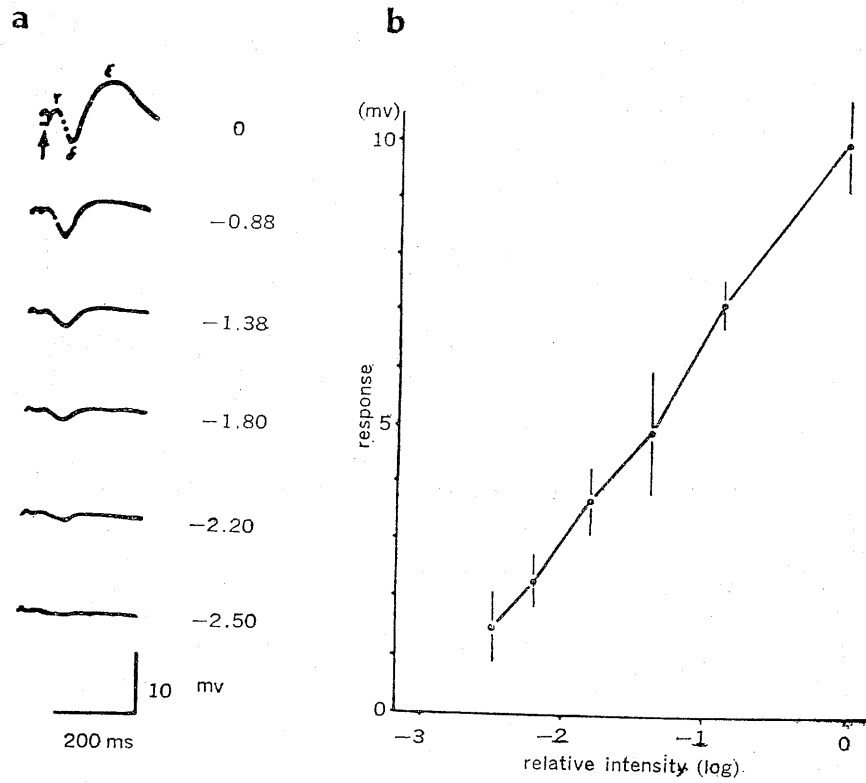 a
ε
r
δ
0
−0.88
−1.38
−1.80
−2.20
−2.50
10 mv
200 ms
b
(mv)
10
5
0
response
−3 −2 −1 0
relative intensity (log)